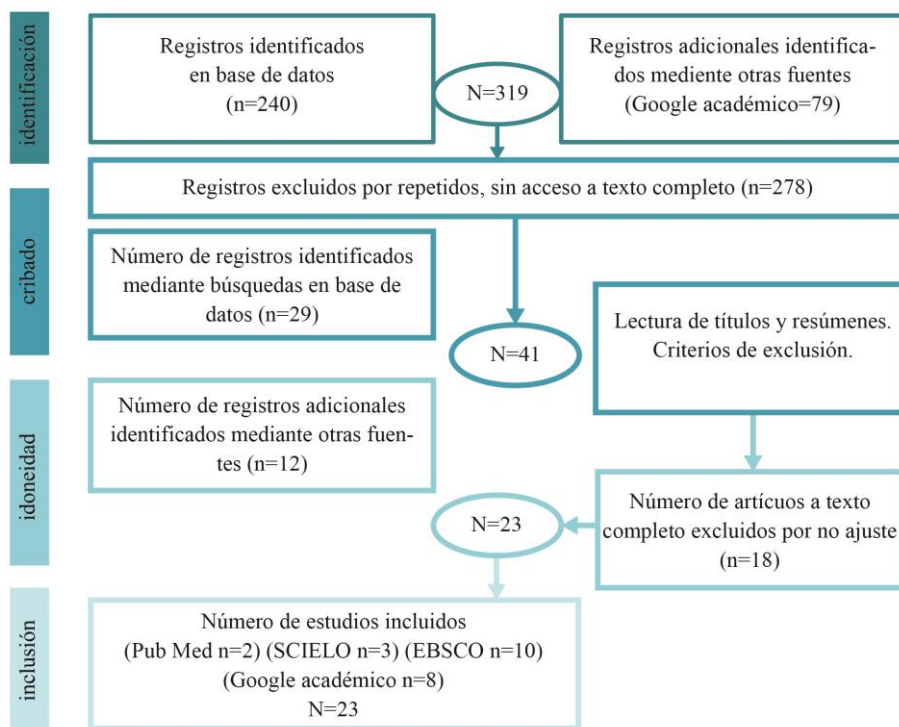 identificación
Registros identificados
en base de datos
(n=240)
N=319
Registros adicionales identifica-
dos mediente otras fuentes
(Google académico=79)
Registros excluidos por repetidos, sin acceso a texto completo (n=278)
cribado
Número de registros identificados
mediante búsquedas en base de
datos (n=29)
N=41
Lectura de títulos y resúmenes.
Criterios de exclusión.
idoneidad
Número de registros adicionales
identificados mediante otras fuen-
tes (n=12)
N=23
Número de artícuos a texto
completo excluidos por no ajuste
(n=18)
inclusión
Número de estudios incluidos
(Pub Med n=2) (SCIELO n=3) (EBSCO n=10)
(Google académico n=8)
N=23